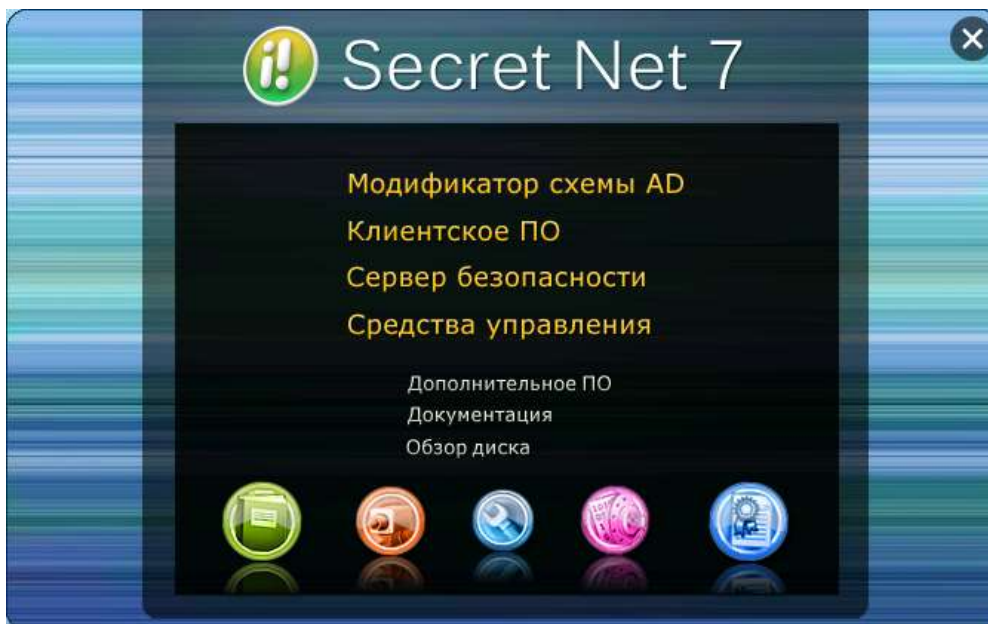 Secret Net 7
Модификатор схемы AD
Клиентское ПО
Сервер безопасности
Средства управления
Дополнительное ПО
Документация
Обзор диска